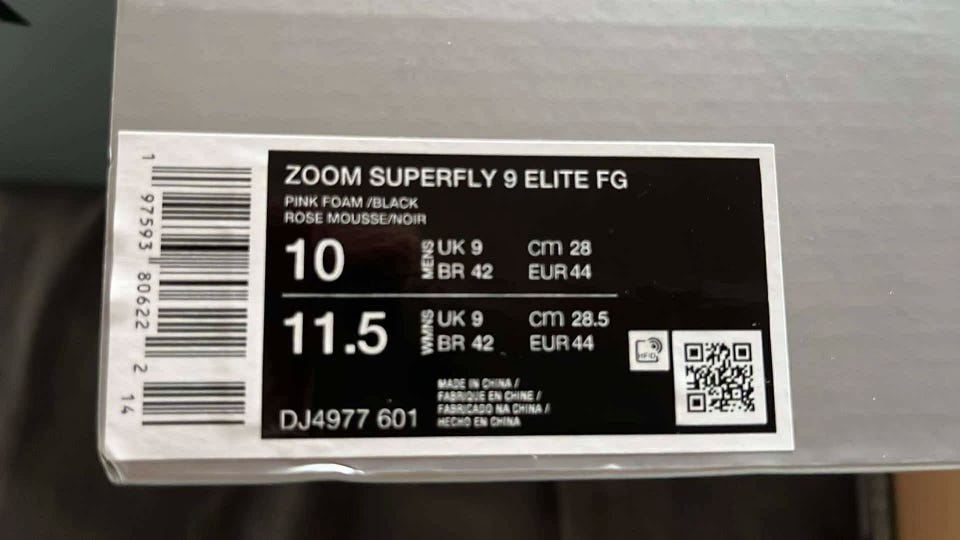 ZOOM SUPERFLY 9 ELITE FG
PINK FOAM /BLACK
ROSE MOUSSE/NOIR
10 MENS UK 9 cm 28
BR 42 EUR 44
11.5 WMNS UK 9 cm 28.5
BR 42 EUR 44
MADE IN CHINA /
FABRIQUE EN CHINE /
FABRICADO NA CHINA /
HECHO EN CHINA
DJ4977 601
RFID
1 97593 80622 2 14